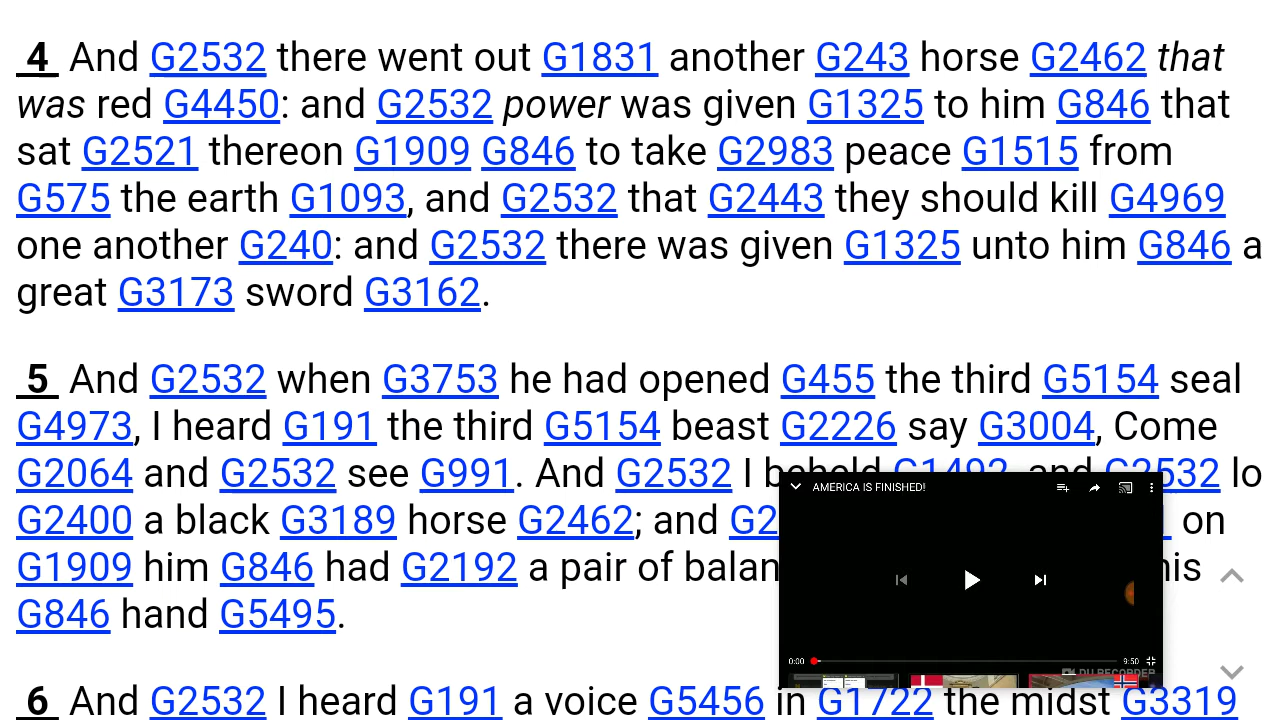 4 And G2532 there went out G1831 another G243 horse G2462 that
was red G4450: and G2532 power was given G1325 to him G846 that
sat G2521 thereon G1909 G846 to take G2983 peace G1515 from
G575 the earth G1093, and G2532 that G2443 they should kill G4969
one another G240: and G2532 there was given G1325 unto him G846 a
great G3173 sword G3162.
5 And G2532 when G3753 he had opened G455 the third G5154 seal
G4973, I heard G191 the third G5154 beast G2226 say G3004, Come
G2064 and G2532 see G991. And G2532 I beheld G1492, and G2532 lo
G2400 a black G3189 horse G2462; and on
G1909 him G846 had G2192 a pair of
G846 hand G5495.
AMERICA IS FINISHED!
0:00 9:50
DU RECORDER
6 And G2532 I heard G191 a voice G5456 in G1722 the midst G3319